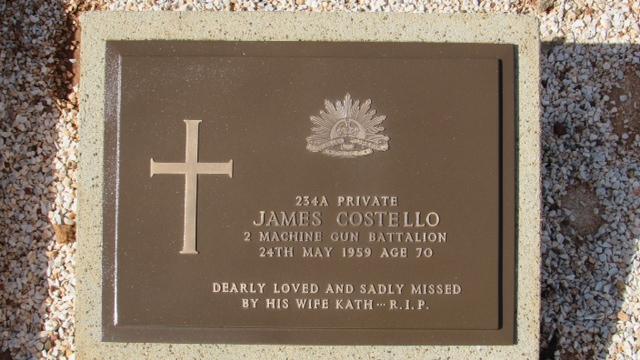 234A PRIVATE
JAMES COSTELLO
2 MACHINE GUN BATTALION
24TH MAY 1959 AGE 70
DEARLY LOVED AND SADLY MISSED
BY HIS WIFE KATH ··· R.I.P.